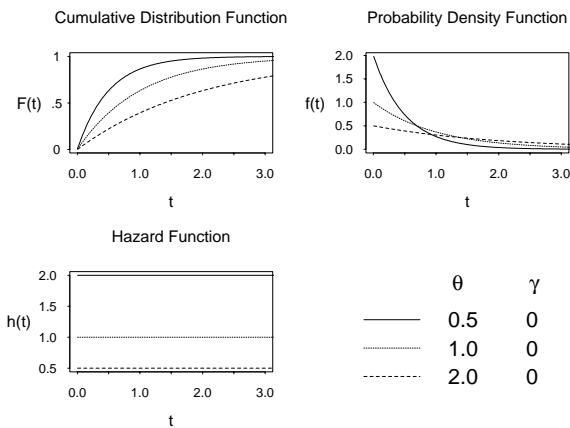 Cumulative Distribution Function
1
.5
0
F(t)
0.0 1.0 2.0 3.0
t
Probability Density Function
2.0
1.5
1.0
0.5
0.0
f(t)
0.0 1.0 2.0 3.0
t
Hazard Function
2.0
1.0
0.5
h(t)
0.0 1.0 2.0 3.0
t
θ γ
0.5 0
1.0 0
2.0 0